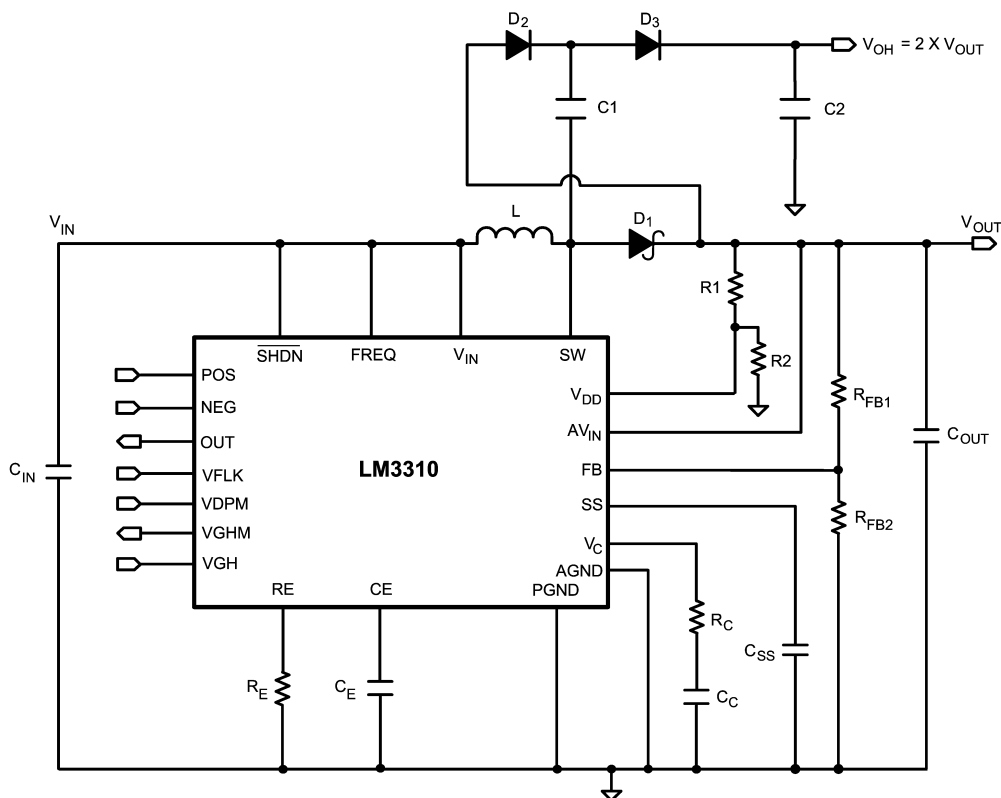 D2
D3
VOH = 2 X VOUT
C1
C2
VIN
L
D1
VOUT
R1
R2
SHDN
FREQ
VIN
SW
POS
NEG
OUT
VFLK
VDPM
VGHM
VGH
LM3310
VDD
AVIN
FB
SS
VC
AGND
PGND
RE
CE
CIN
RFB1
RFB2
COUT
RE
CE
RC
CC
CSS